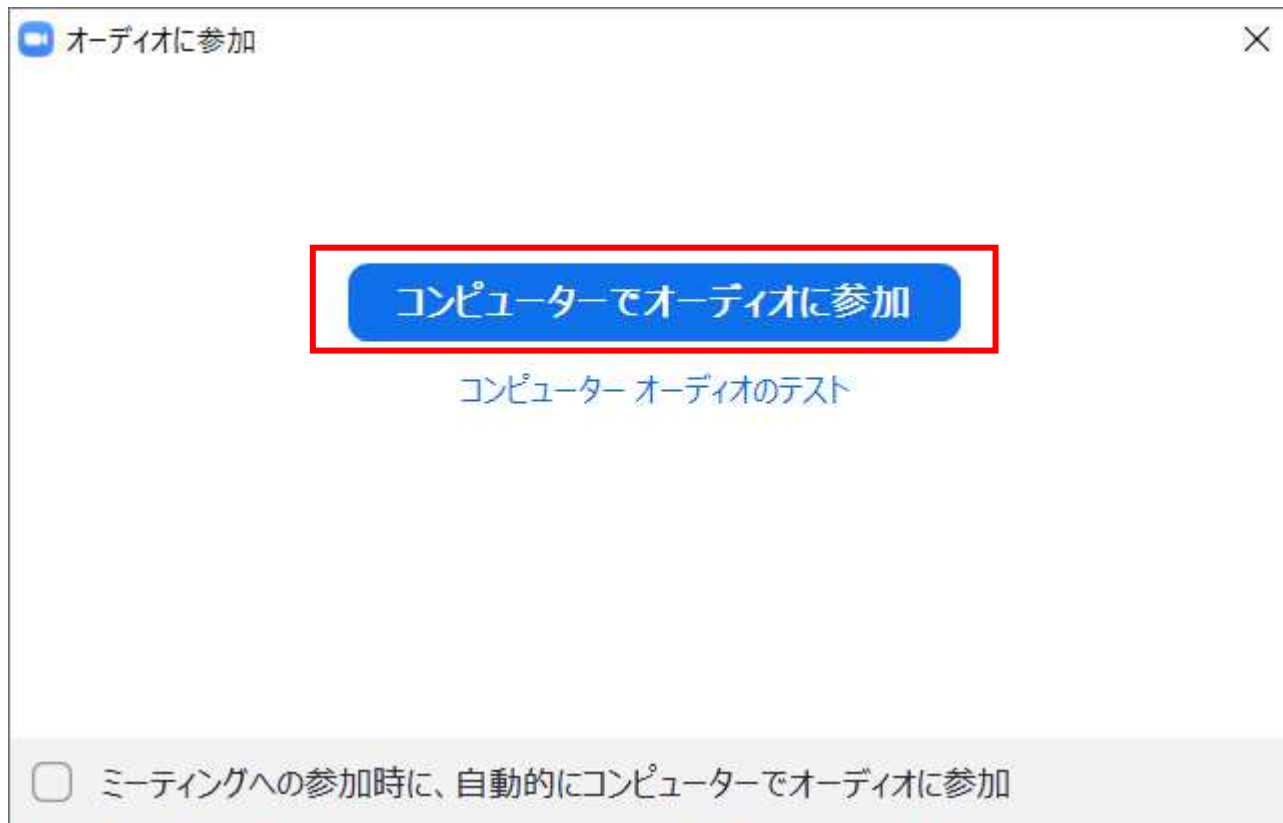 オーディオに参加
コンピューターでオーディオに参加
コンピューター オーディオのテスト
ミーティングへの参加時に、自動的にコンピューターでオーディオに参加